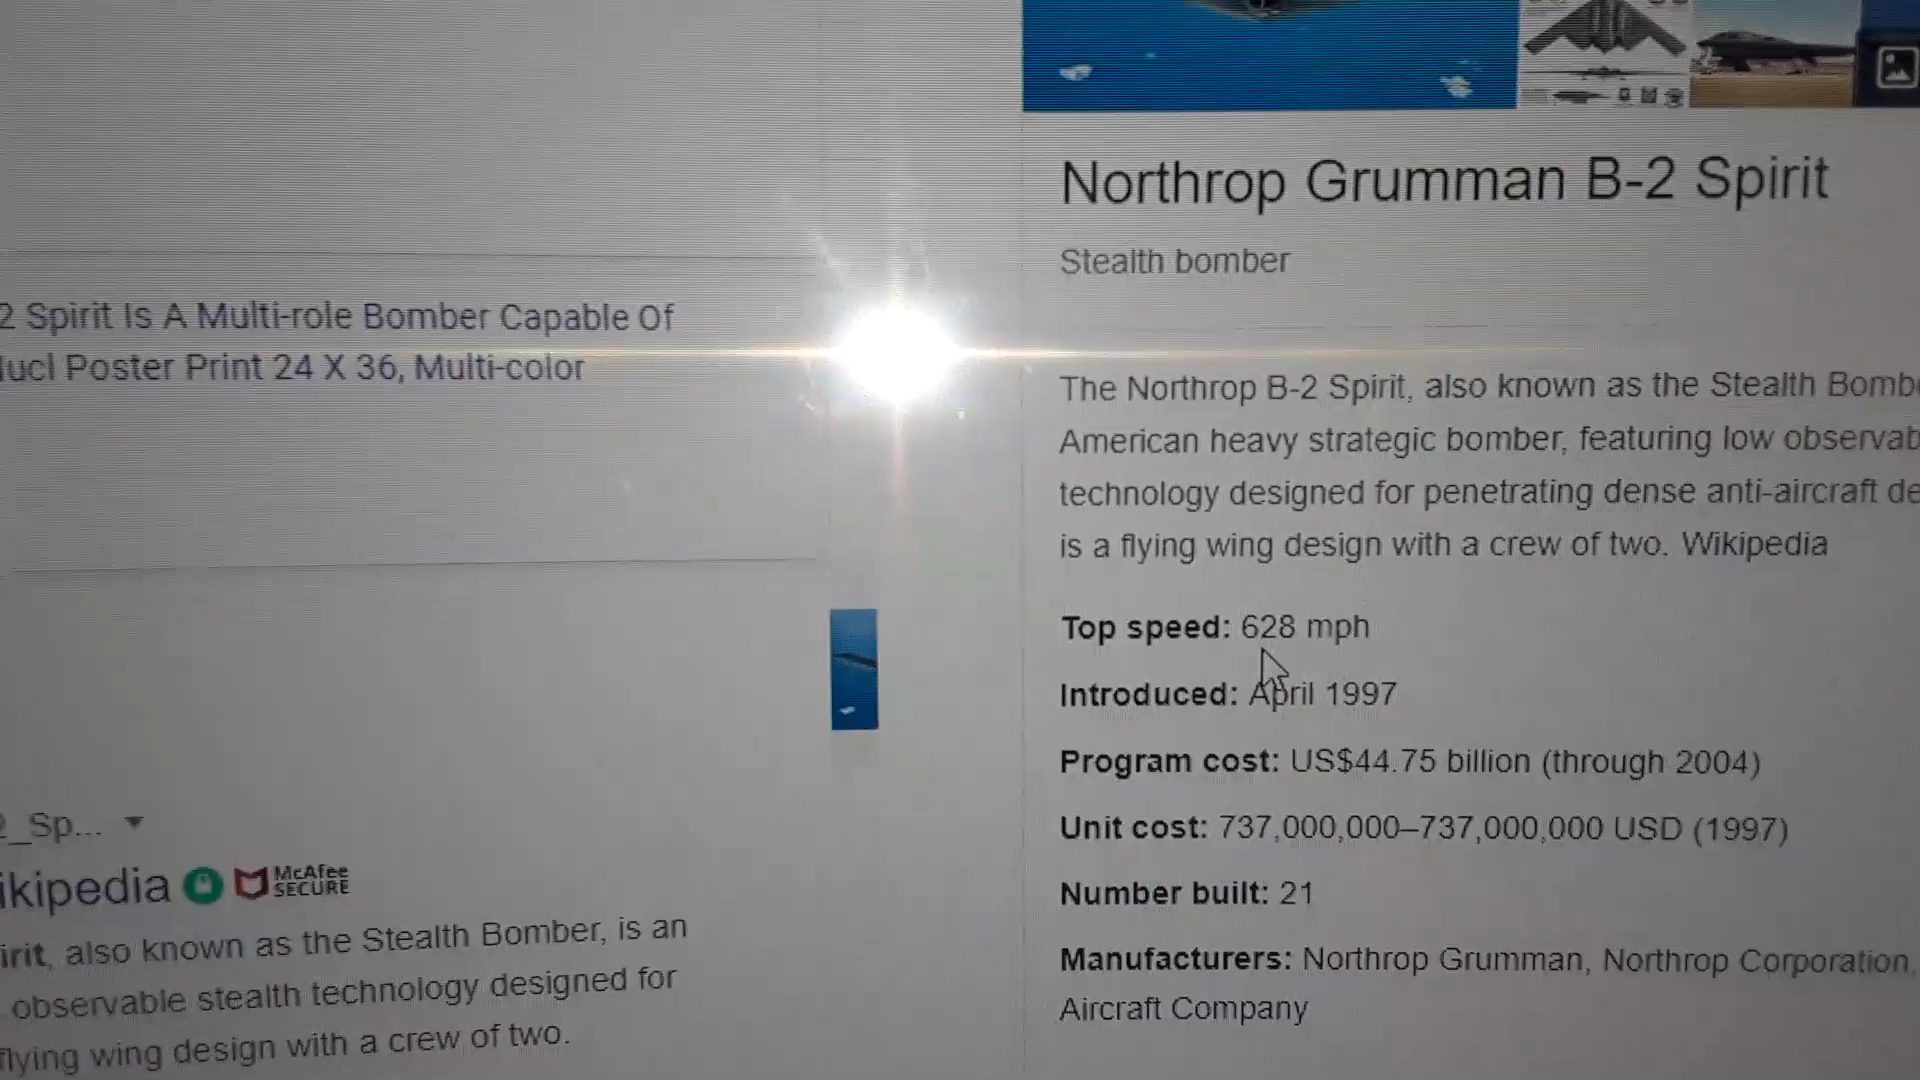 2 Spirit Is A Multi-role Bomber Capable Of
Nucl Poster Print 24 X 36, Multi-color
2_Sp...
ikipedia
McAfee
SECURE
irit, also known as the Stealth Bomber, is an
observable stealth technology designed for
flying wing design with a crew of two.
Northrop Grumman B-2 Spirit
Stealth bomber
The Northrop B-2 Spirit, also known as the Stealth Bomb
American heavy strategic bomber, featuring low observab
technology designed for penetrating dense anti-aircraft de
is a flying wing design with a crew of two. Wikipedia
Top speed: 628 mph
Introduced: April 1997
Program cost: US$44.75 billion (through 2004)
Unit cost: 737,000,000–737,000,000 USD (1997)
Number built: 21
Manufacturers: Northrop Grumman, Northrop Corporation,
Aircraft Company